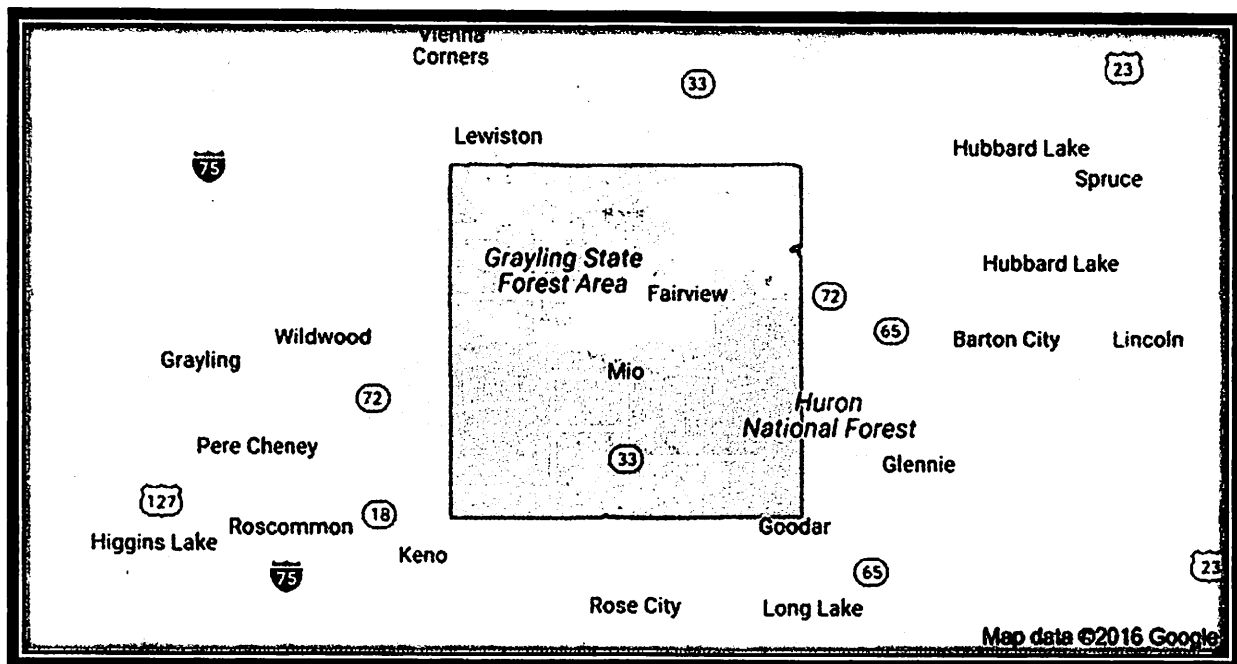 Vienna
Corners
33
23
Lewiston
75
Hubbard Lake
Spruce
Grayling State
Forest Area
Hubbard Lake
Fairview
72
65
Wildwood
Barton City
Lincoln
Grayling
Mio
72
Huron
National Forest
Pere Cheney
33
Glennie
127
18
Roscommon
Goodar
Higgins Lake
Keno
75
65
23
Rose City
Long Lake
Map data ©2016 Google